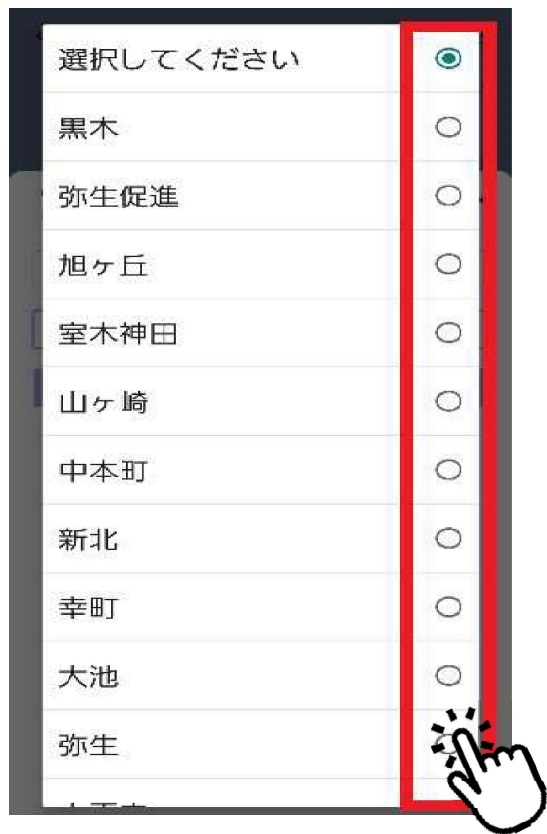 選択してください
黒木
弥生促進
旭ヶ丘
室木神田
山ヶ崎
中本町
新北
幸町
大池
弥生